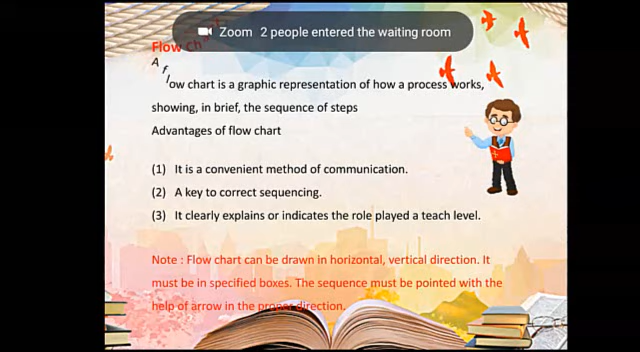 Zoom 2 people entered the waiting room
Flow Chart
A flow chart is a graphic representation of how a process works,
showing, in brief, the sequence of steps
Advantages of flow chart
(1) It is a convenient method of communication.
(2) A key to correct sequencing.
(3) It clearly explains or indicates the role played a teach level.
Note : Flow chart can be drawn in horizontal, vertical direction. It
must be in specified boxes. The sequence must be pointed with the
help of arrow in the proper direction.